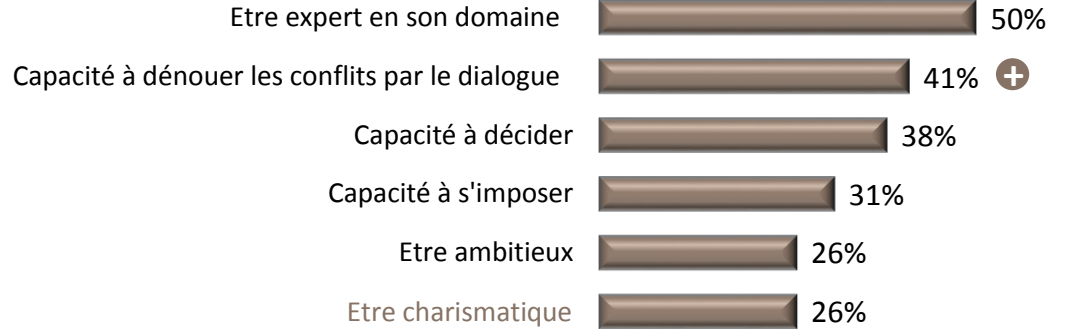 Etre expert en son domaine 50%
Capacité à dénouer les conflits par le dialogue 41%
Capacité à décider 38%
Capacité à s'imposer 31%
Etre ambitieux 26%
Etre charismatique 26%